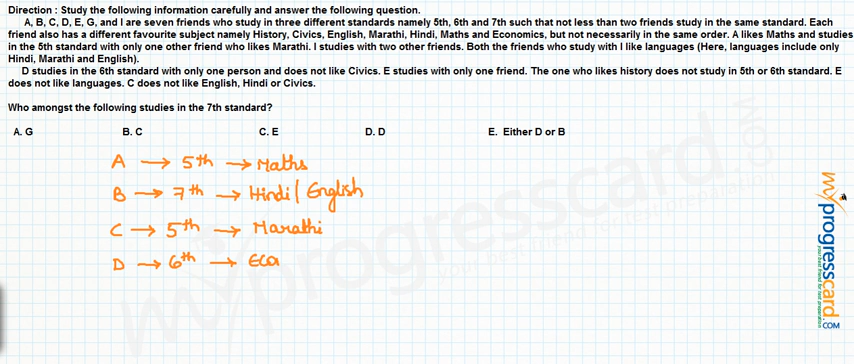 Direction : Study the following information carefully and answer the following question.
A, B, C, D, E, G, and I are seven friends who study in three different standards namely 5th, 6th and 7th such that not less than two friends study in the same standard. Each
friend also has a different favourite subject namely History, Civics, English, Marathi, Hindi, Maths and Economics, but not necessarily in the same order. A likes Maths and studies
in the 5th standard with only one other friend who likes Marathi. I studies with two other friends. Both the friends who study with I like languages (Here, languages include only
Hindi, Marathi and English).
D studies in the 6th standard with only one person and does not like Civics. E studies with only one friend. The one who likes history does not study in 5th or 6th standard. E
does not like languages. C does not like English, Hindi or Civics.
Who amongst the following studies in the 7th standard?
A. G B. C C. E D. D E. Either D or B
A → 5th → Maths
B → 7th → Hindi / English
C → 5th → Marathi
D → 6th → Eco
myprogresscard.COM
myprogresscard